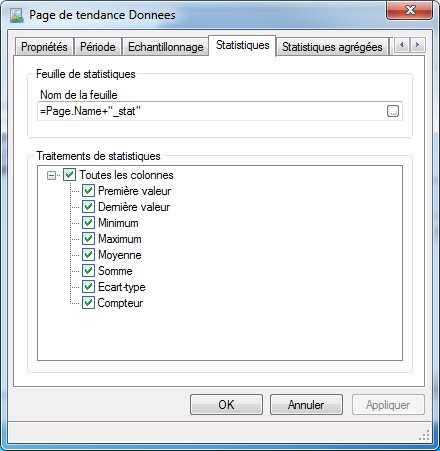 Page de tendance Donnees
Propriétés Période Echantillonnage Statistiques Statistiques agrégées
Feuille de statistiques
Nom de la feuille
=Page.Name+"_stat" ...
Traitements de statistiques
Toutes les colonnes
Première valeur
Dernière valeur
Minimum
Maximum
Moyenne
Somme
Ecart-type
Compteur
OK Annuler Appliquer